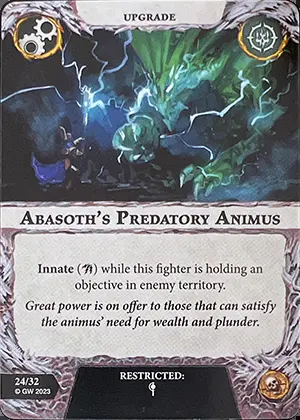 UPGRADE
ABASOTH'S PREDATORY ANIMUS
Innate ( ) while this fighter is holding an
objective in enemy territory.
Great power is on offer to those that can satisfy
the animus' need for wealth and plunder.
24/32
© GW 2023
RESTRICTED: